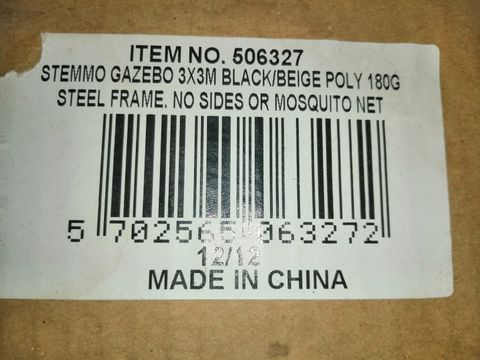 ITEM NO. 506327
STEMMO GAZEBO 3X3M BLACK/BEIGE POLY 180G
STEEL FRAME. NO SIDES OR MOSQUITO NET
5 702565 063272
12/12
MADE IN CHINA